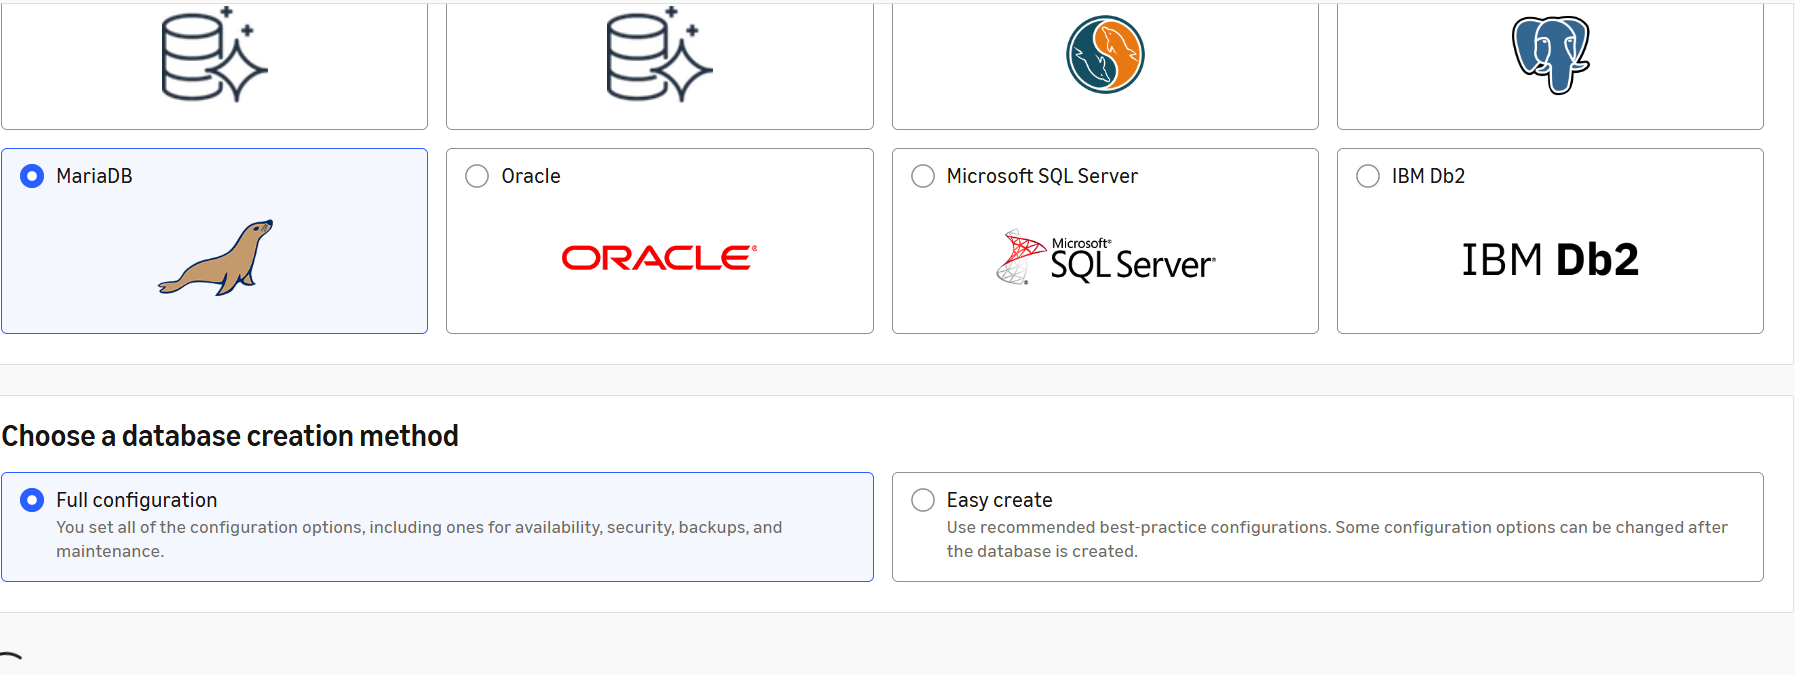 MariaDB
Oracle
Microsoft SQL Server
IBM Db2
ORACLE®
Microsoft®
SQL Server®
IBM Db2
Choose a database creation method
Full configuration
You set all of the configuration options, including ones for availability, security, backups, and
maintenance.
Easy create
Use recommended best-practice configurations. Some configuration options can be changed after
the database is created.